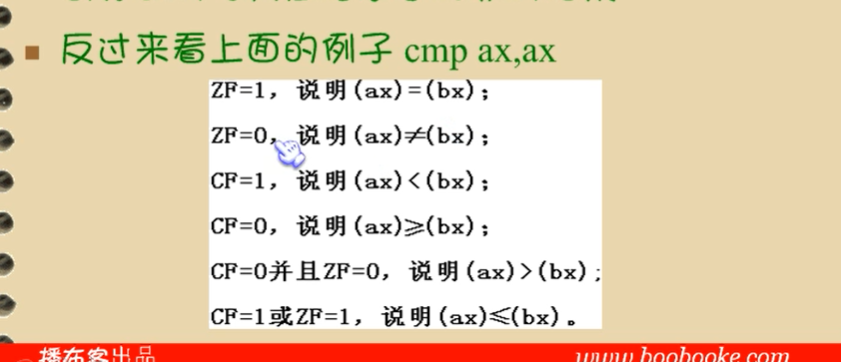 反过来看上面的例子 cmp ax,ax
ZF=1，说明(ax)=(bx);
ZF=0，说明(ax)≠(bx);
CF=1，说明(ax)<(bx);
CF=0，说明(ax)≥(bx);
CF=0并且ZF=0，说明(ax)>(bx);
CF=1或ZF=1，说明(ax)≤(bx)。
播布客出品 www.boobooke.com